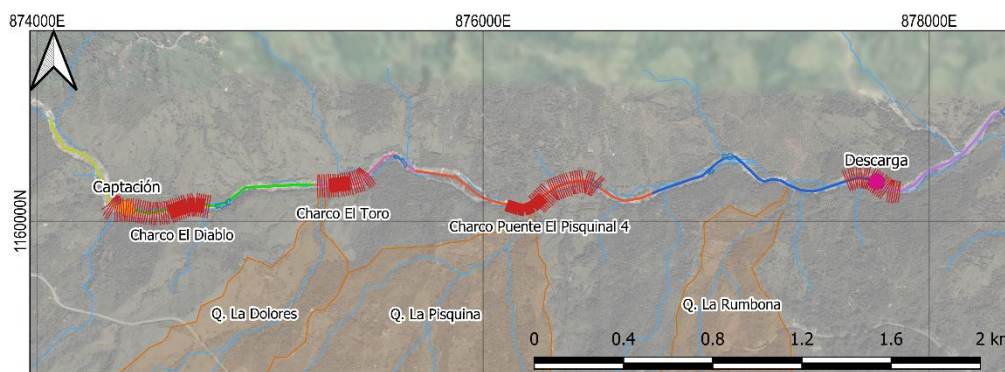 874000E
876000E
878000E
1160000N
1160000N
Captación
Descarga
Charco El Diablo
Charco El Toro
Charco Puente El Pisquinal 4
Q. La Dolores
Q. La Pisquina
Q. La Rumbona
0
0.4
0.8
1.2
1.6
2 km